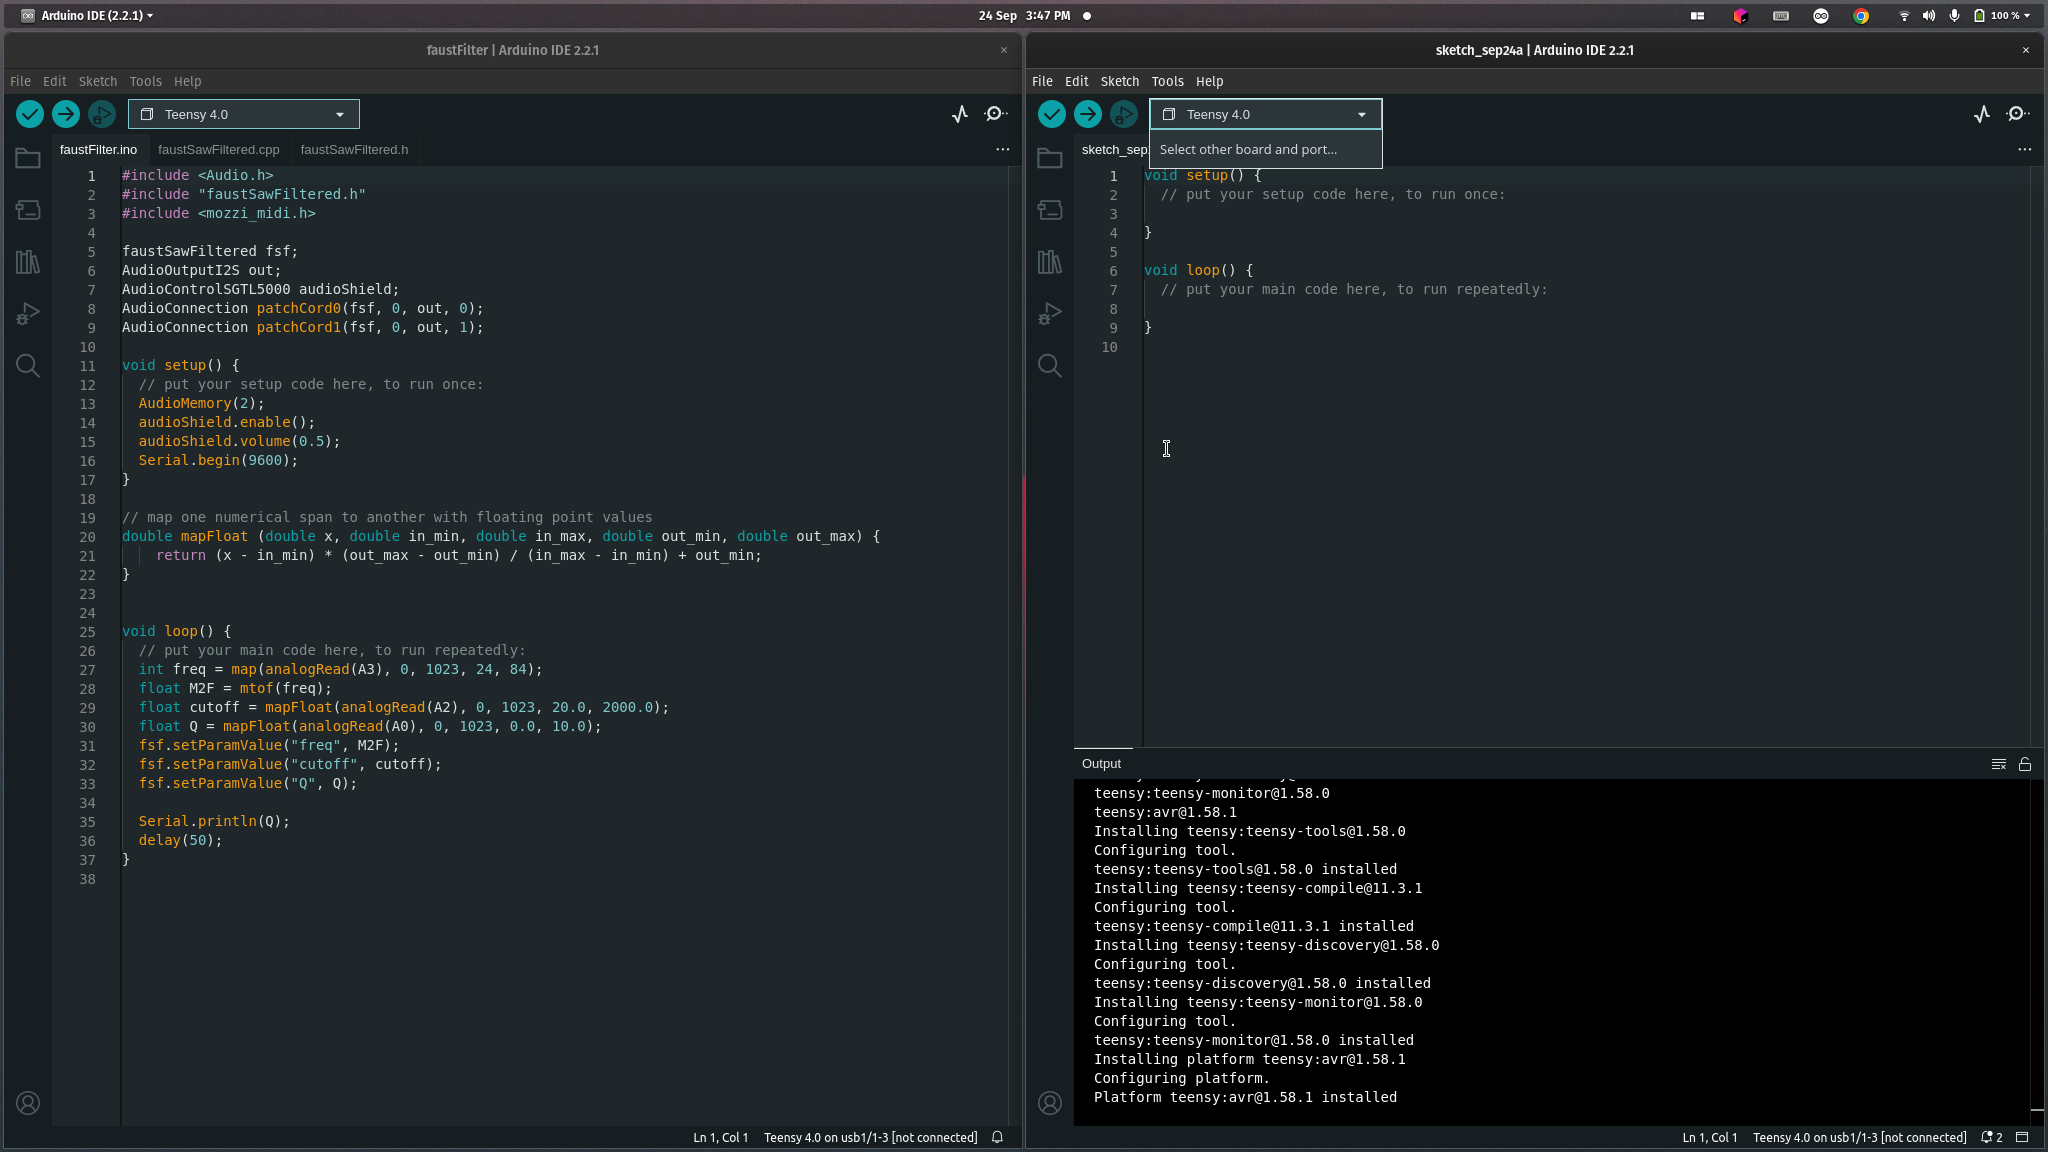 Arduino IDE (2.2.1)
24 Sep 3:47 PM
100 %
faustFilter | Arduino IDE 2.2.1
File Edit Sketch Tools Help
Teensy 4.0
faustFilter.ino faustSawFiltered.cpp faustSawFiltered.h
1 #include <Audio.h>
2 #include "faustSawFiltered.h"
3 #include <mozzi_midi.h>
4
5 faustSawFiltered fsf;
6 AudioOutputI2S out;
7 AudioControlSGTL5000 audioShield;
8 AudioConnection patchCord0(fsf, 0, out, 0);
9 AudioConnection patchCord1(fsf, 0, out, 1);
10
11 void setup() {
12 // put your setup code here, to run once:
13 AudioMemory(2);
14 audioShield.enable();
15 audioShield.volume(0.5);
16 Serial.begin(9600);
17 }
18
19 // map one numerical span to another with floating point values
20 double mapFloat (double x, double in_min, double in_max, double out_min, double out_max) {
21 return (x - in_min) * (out_max - out_min) / (in_max - in_min) + out_min;
22 }
23
24
25 void loop() {
26 // put your main code here, to run repeatedly:
27 int freq = map(analogRead(A3), 0, 1023, 24, 84);
28 float M2F = mtof(freq);
29 float cutoff = mapFloat(analogRead(A2), 0, 1023, 20.0, 2000.0);
30 float Q = mapFloat(analogRead(A0), 0, 1023, 0.0, 10.0);
31 fsf.setParamValue("freq", M2F);
32 fsf.setParamValue("cutoff", cutoff);
33 fsf.setParamValue("Q", Q);
34
35 Serial.println(Q);
36 delay(50);
37 }
38
Ln 1, Col 1 Teensy 4.0 on usb1/1-3 [not connected]
sketch_sep24a | Arduino IDE 2.2.1
File Edit Sketch Tools Help
Teensy 4.0
Select other board and port...
sketch_sep
1 void setup() {
2 // put your setup code here, to run once:
3
4 }
5
6 void loop() {
7 // put your main code here, to run repeatedly:
8
9 }
10
Output
teensy:teensy-monitor@1.58.0
teensy:avr@1.58.1
Installing teensy:teensy-tools@1.58.0
Configuring tool.
teensy:teensy-tools@1.58.0 installed
Installing teensy:teensy-compile@11.3.1
Configuring tool.
teensy:teensy-compile@11.3.1 installed
Installing teensy:teensy-discovery@1.58.0
Configuring tool.
teensy:teensy-discovery@1.58.0 installed
Installing teensy:teensy-monitor@1.58.0
Configuring tool.
teensy:teensy-monitor@1.58.0 installed
Installing platform teensy:avr@1.58.1
Configuring platform.
Platform teensy:avr@1.58.1 installed
Ln 1, Col 1 Teensy 4.0 on usb1/1-3 [not connected] 2